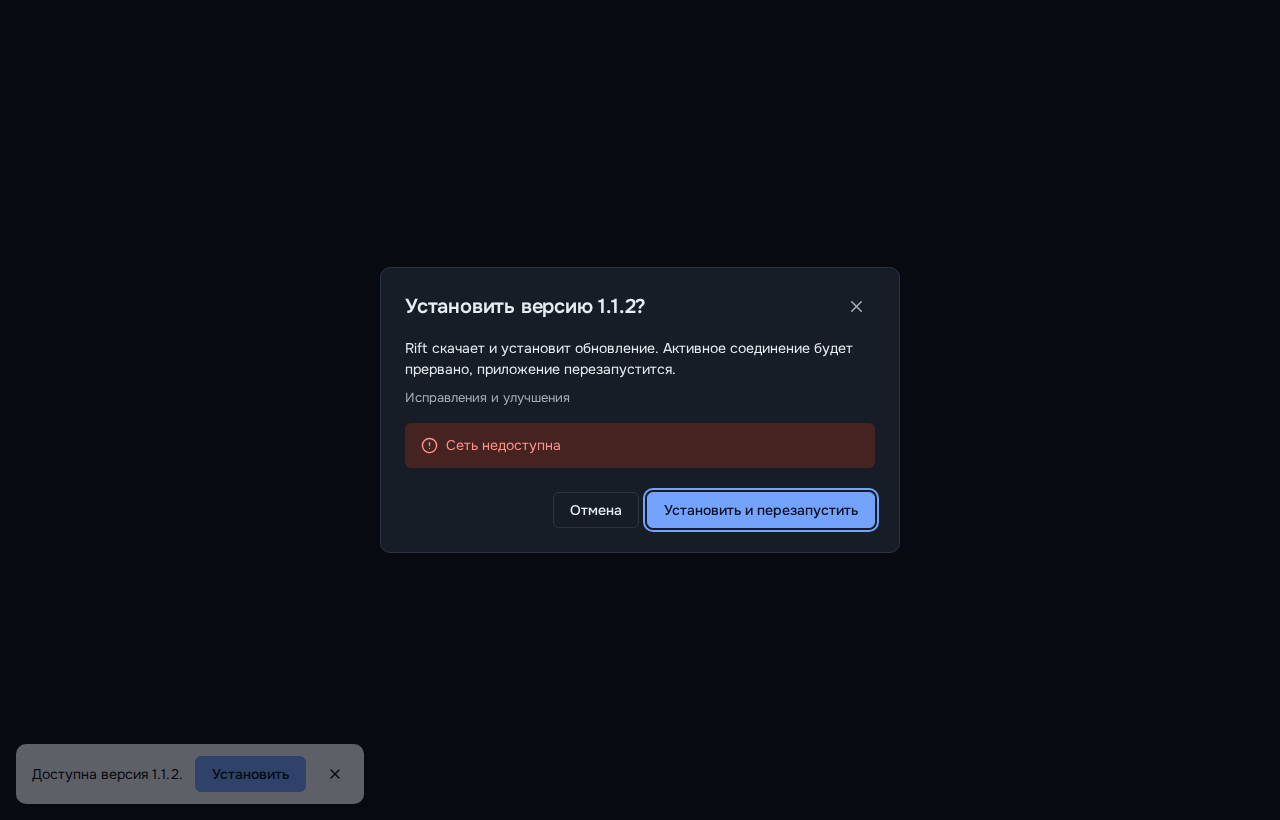 Установить версию 1.1.2?
Rift скачает и установит обновление. Активное соединение будет
прервано, приложение перезапустится.
Исправления и улучшения
Сеть недоступна
Отмена
Установить и перезапустить
Доступна версия 1.1.2.
Установить